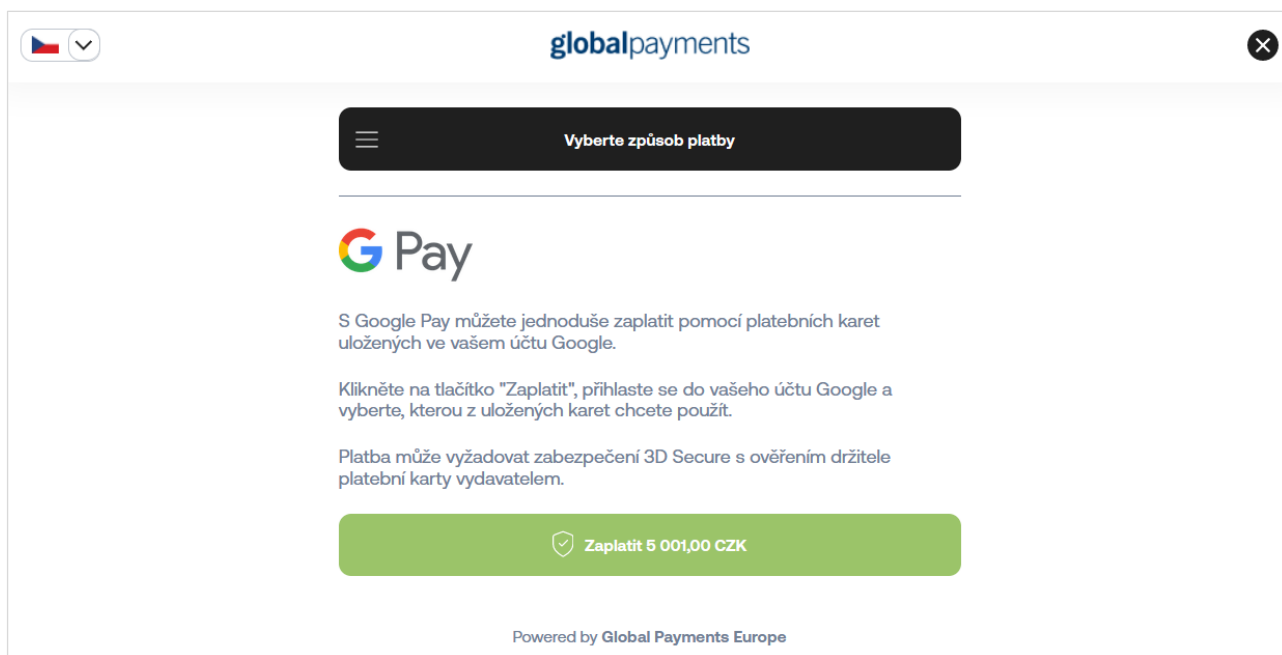 globalpayments
Vyberte způsob platby
G Pay
S Google Pay můžete jednoduše zaplatit pomocí platebních karet
uložených ve vašem účtu Google.
Klikněte na tlačítko "Zaplatit", přihlaste se do vašeho účtu Google a
vyberte, kterou z uložených karet chcete použít.
Platba může vyžadovat zabezpečení 3D Secure s ověřením držitele
platební karty vydavatelem.
Zaplatit 5 001,00 CZK
Powered by Global Payments Europe